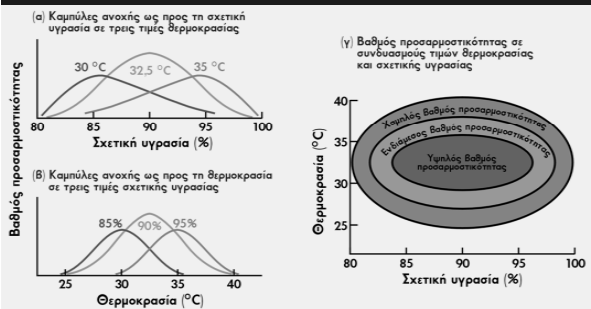 (α) Καμπύλες ανοχής ως προς τη σχετική
υγρασία σε τρεις τιμές θερμοκρασίας
30 °C
32,5 °C
35 °C
80 85 90 95 100
Σχετική υγρασία (%)
Βαθμός προσαρμοστικότητας
(β) Καμπύλες ανοχής ως προς τη θερμοκρασία
σε τρεις τιμές σχετικής υγρασίας
85%
90%
95%
25 30 35 40
Θερμοκρασία (°C)
(γ) Βαθμός προσαρμοστικότητας σε
συνδυασμούς τιμών θερμοκρασίας
και σχετικής υγρασίας
40
35
30
25
Θερμοκρασία (°C)
Χαμηλός βαθμός προσαρμοστικότητας
Ενδιάμεσος βαθμός προσαρμοστικότητας
Υψηλός βαθμός
προσαρμοστικότητας
80 85 90 95 100
Σχετική υγρασία (%)